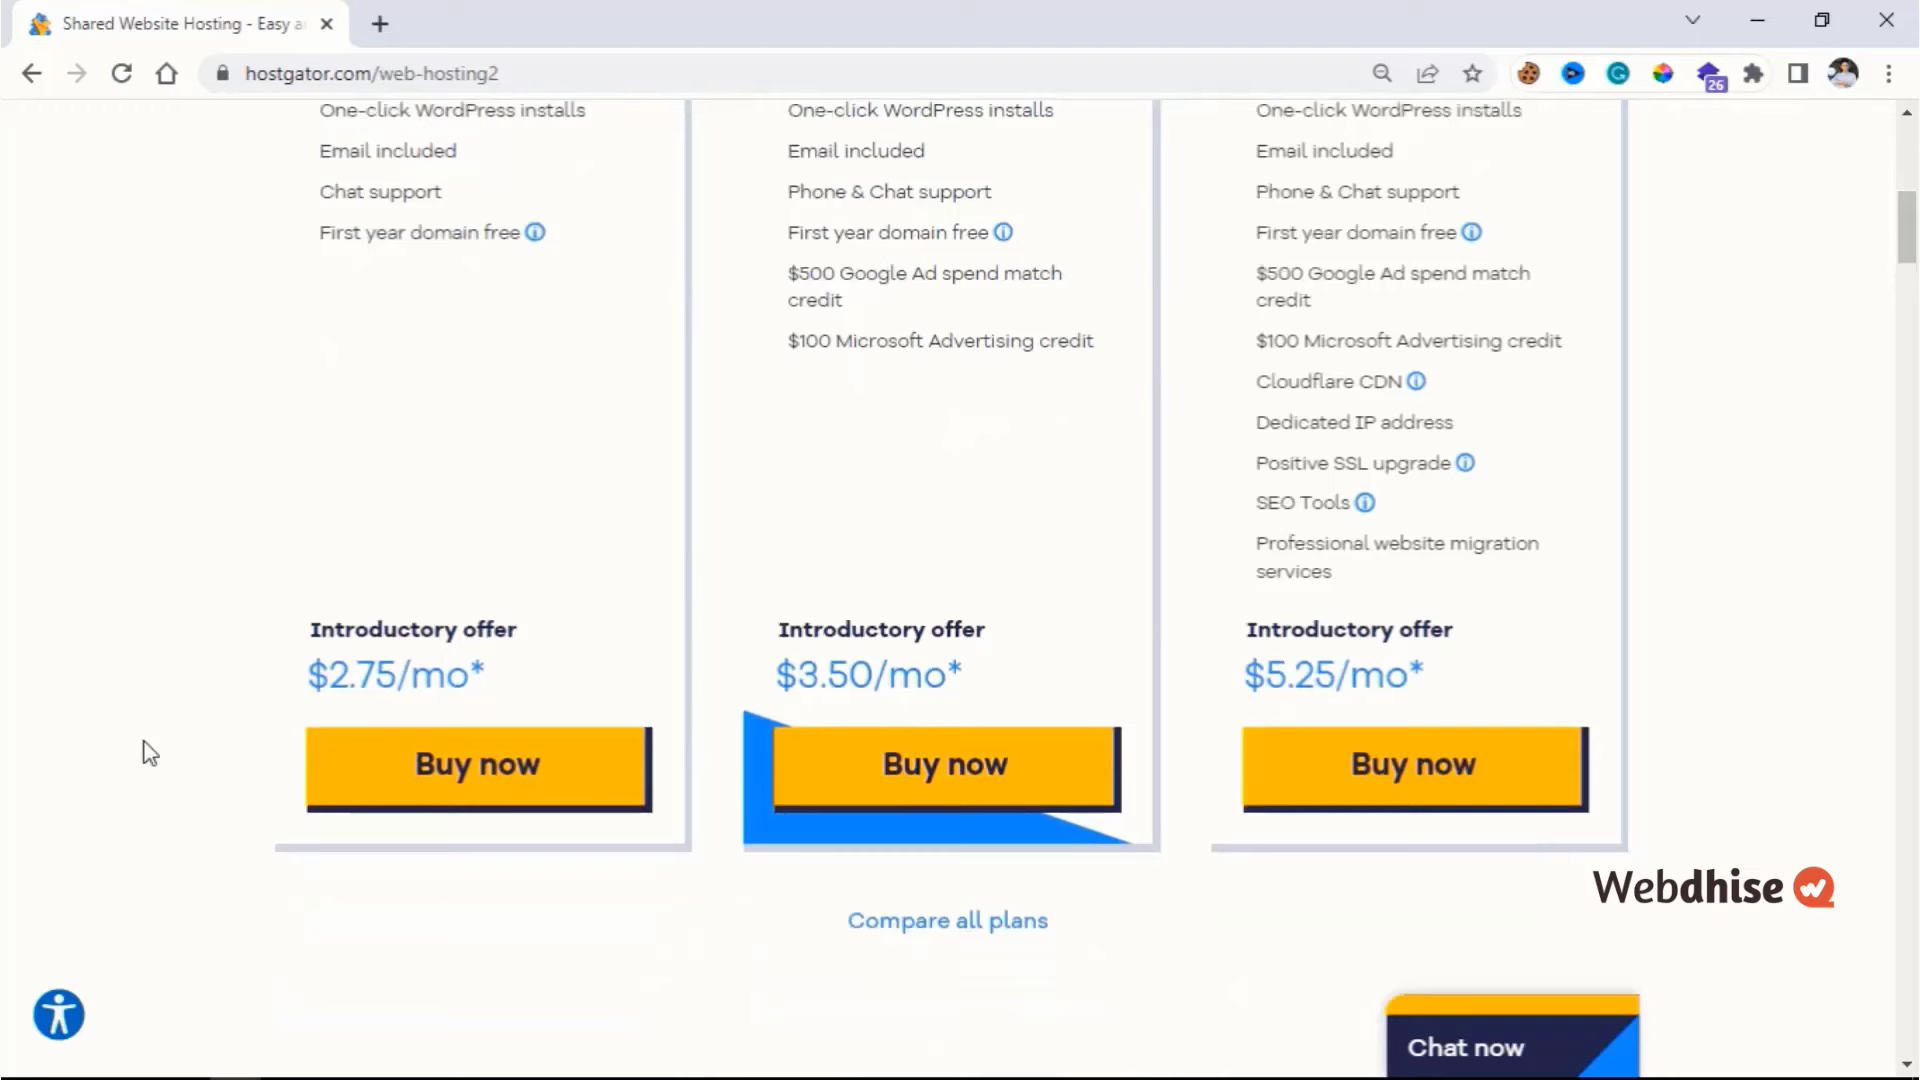 Shared Website Hosting - Easy a
hostgator.com/web-hosting2
26
One-click WordPress installs
Email included
Chat support
First year domain free
One-click WordPress installs
Email included
Phone & Chat support
First year domain free
$500 Google Ad spend match
credit
$100 Microsoft Advertising credit
One-click WordPress installs
Email included
Phone & Chat support
First year domain free
$500 Google Ad spend match
credit
$100 Microsoft Advertising credit
Cloudflare CDN
Dedicated IP address
Positive SSL upgrade
SEO Tools
Professional website migration
services
Introductory offer
$2.75/mo*
Buy now
Introductory offer
$3.50/mo*
Buy now
Introductory offer
$5.25/mo*
Buy now
Webdhise
Compare all plans
Chat now